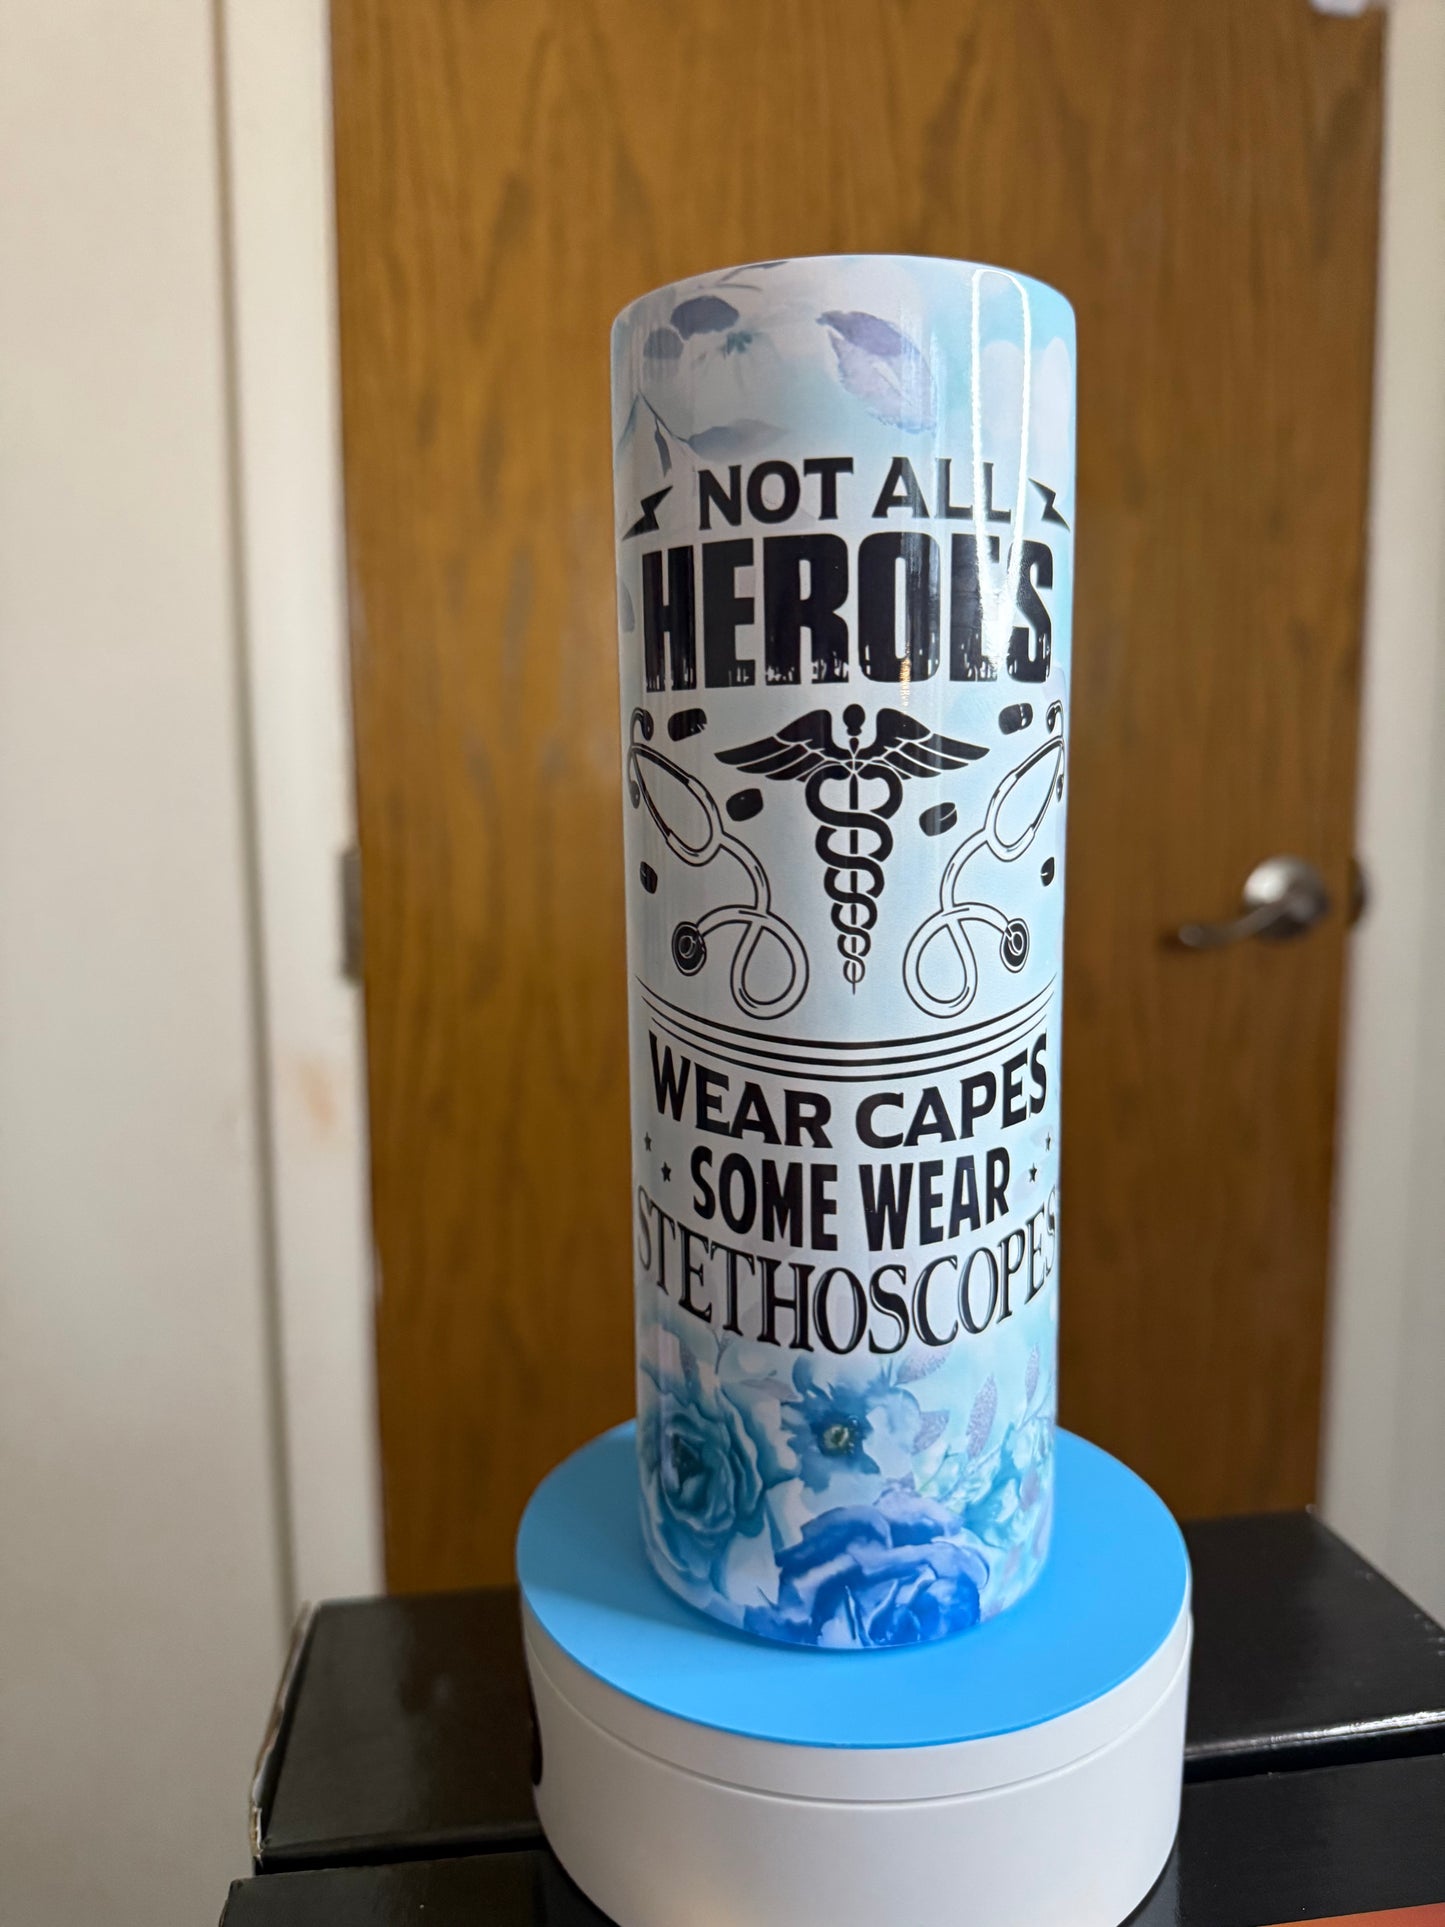 NOT ALL
HEROES
WEAR CAPES
SOME WEAR
STETHOSCOPES